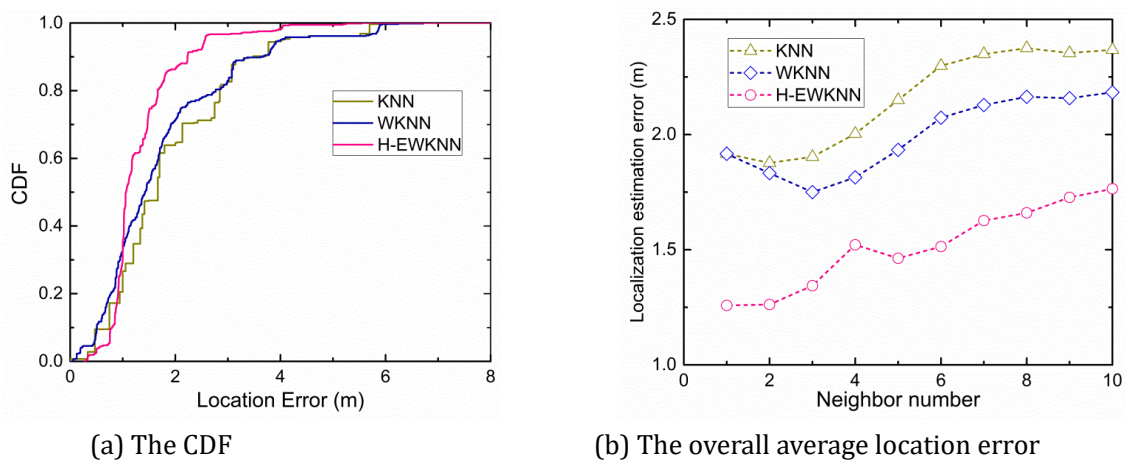 1.0
0.8
0.6
0.4
0.2
0.0
CDF
KNN
WKNN
H-EWKNN
0 2 4 6 8
Location Error (m)
(a) The CDF
2.5
2.0
1.5
1.0
Localization estimation error (m)
KNN
WKNN
H-EWKNN
0 2 4 6 8 10
Neighbor number
(b) The overall average location error